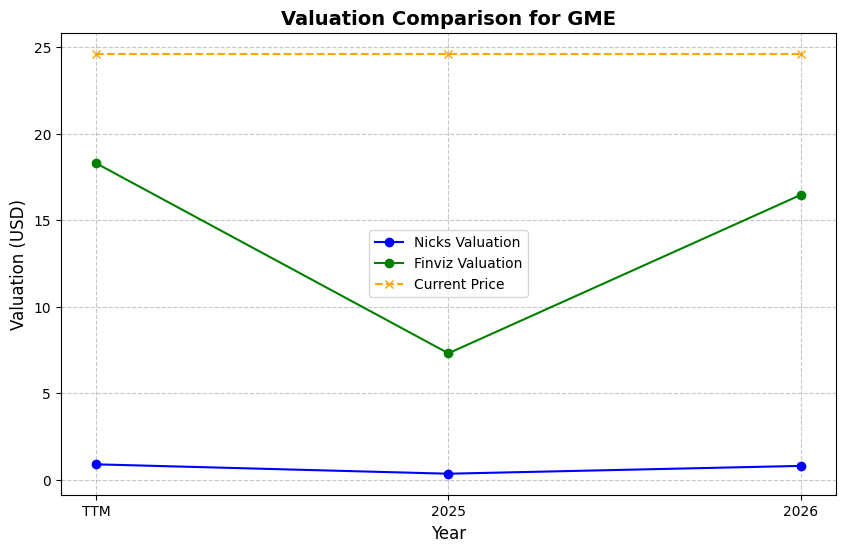 Valuation Comparison for GME
Valuation (USD)
25
20
15
10
5
0
Nicks Valuation
Finviz Valuation
Current Price
TTM
2025
2026
Year